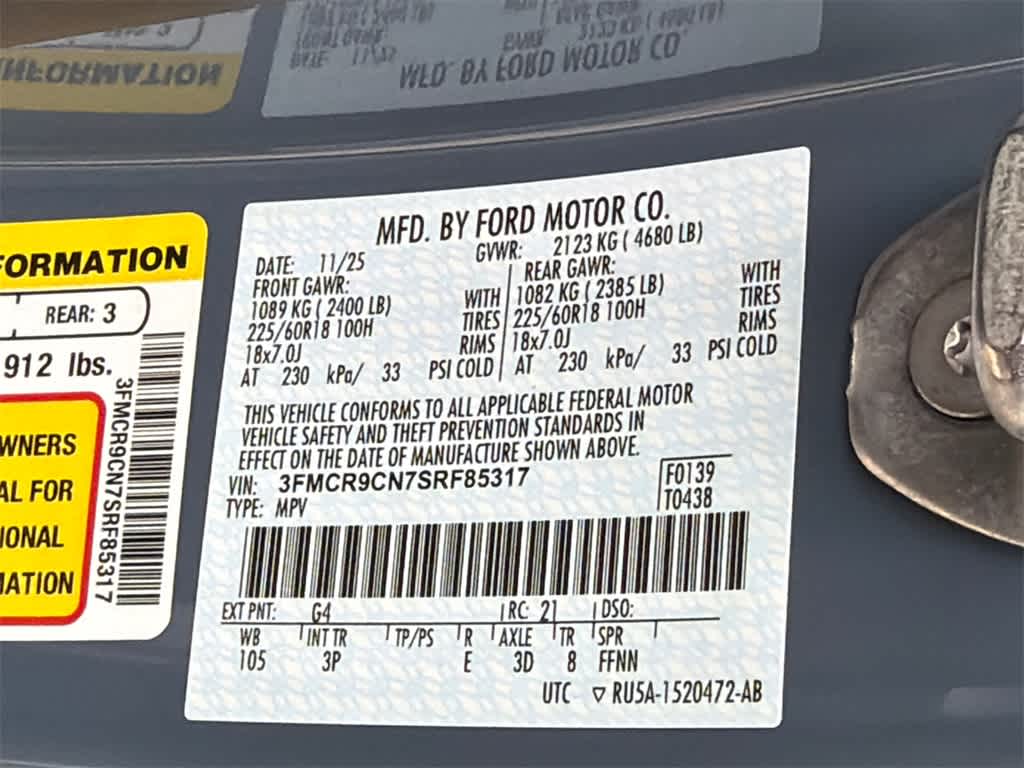 MFD. BY FORD MOTOR CO.
FORMATION
REAR: 3
912 lbs.
WNERS
AL FOR
IONAL
MATION
3FMCR9CN7SRF85317
MFD. BY FORD MOTOR CO.
DATE: 11/25 GVWR: 2123 KG ( 4680 LB)
FRONT GAWR: REAR GAWR:
1089 KG ( 2400 LB) WITH 1082 KG ( 2385 LB) WITH
225/60R18 100H TIRES 225/60R18 100H TIRES
18x7.0J RIMS 18x7.0J RIMS
AT 230 kPa/ 33 PSI COLD AT 230 kPa/ 33 PSI COLD
THIS VEHICLE CONFORMS TO ALL APPLICABLE FEDERAL MOTOR
VEHICLE SAFETY AND THEFT PREVENTION STANDARDS IN
EFFECT ON THE DATE OF MANUFACTURE SHOWN ABOVE.
VIN: 3FMCR9CN7SRF85317 F0139
TYPE: MPV T0438
EXT PNT: G4 RC: 21 DSO:
WB INT TR TP/PS R AXLE TR SPR
105 3P E 3D 8 FFNN
UTC ▽ RU5A-1520472-AB